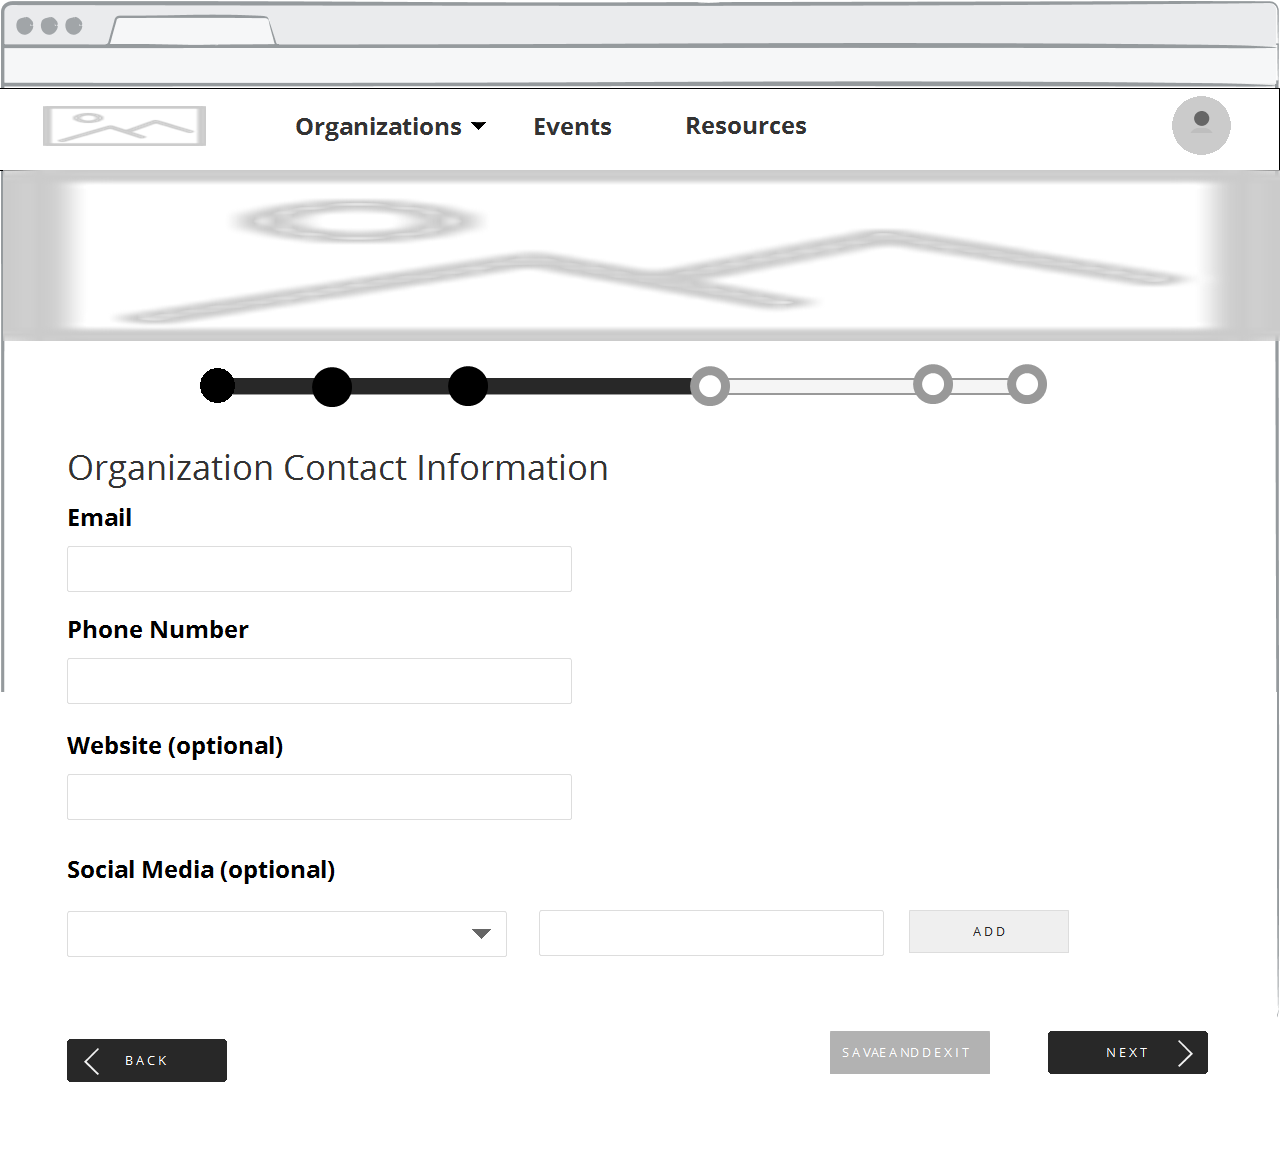 Organizations Events Resources
Organization Contact Information
Email
Phone Number
Website (optional)
Social Media (optional)
ADD
BACK
SAVAEANDDEXIT
NEXT